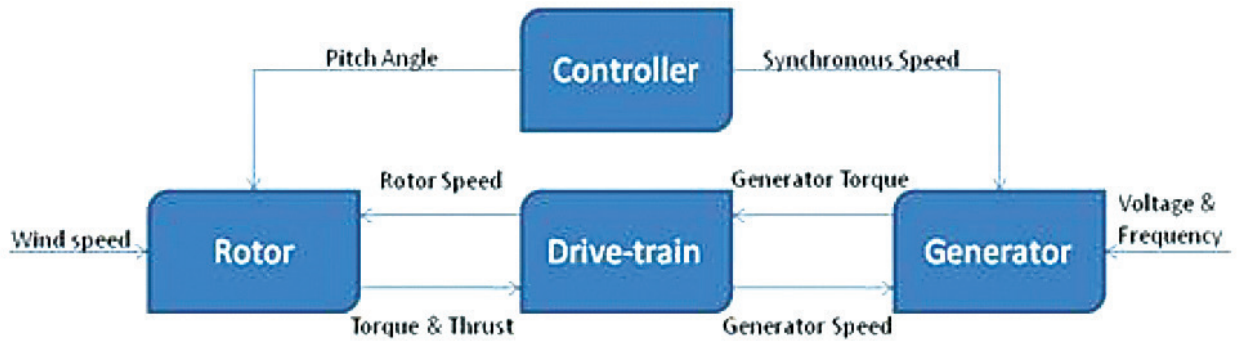 Pitch Angle
Controller
Synchronous Speed
Rotor Speed
Generator Torque
Voltage &
Frequency
Wind speed
Rotor
Drive-train
Generator
Torque & Thrust
Generator Speed